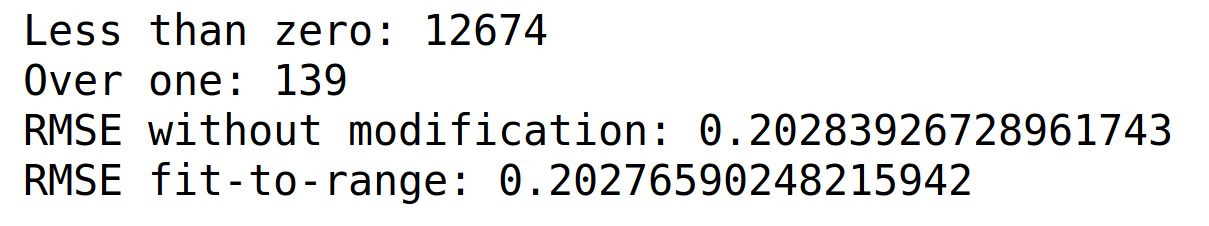 Less than zero: 12674
Over one: 139
RMSE without modification: 0.20283926728961743
RMSE fit-to-range: 0.20276590248215942